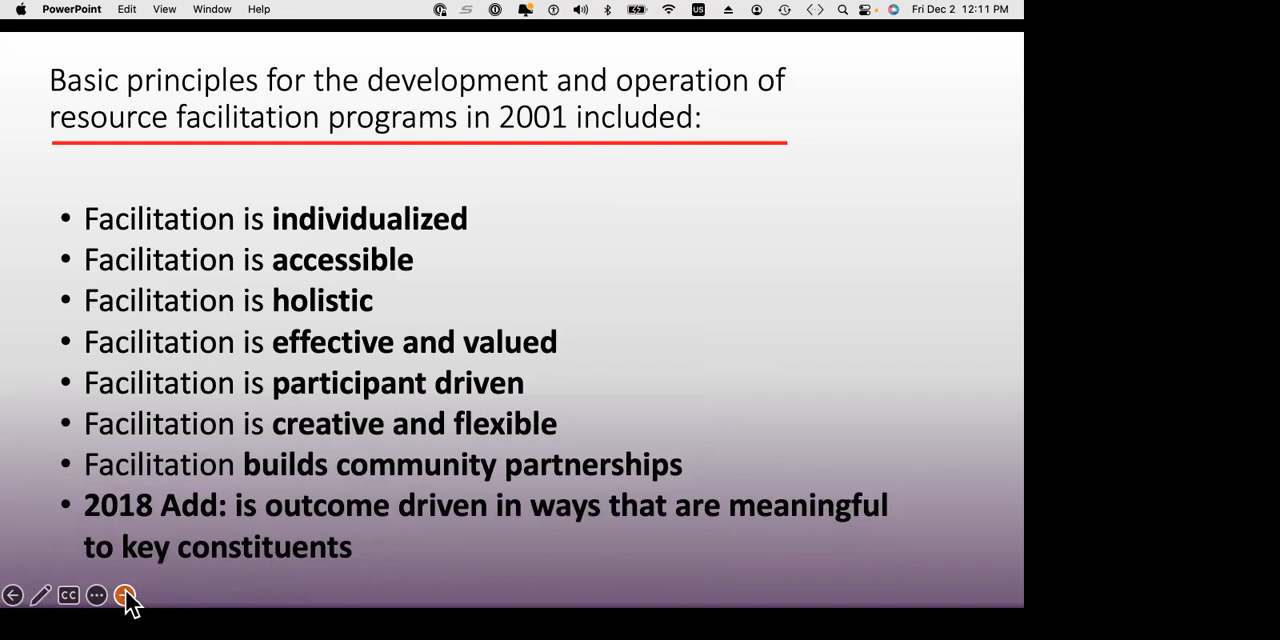 PowerPoint Edit View Window Help US Fri Dec 2 12:11 PM
Basic principles for the development and operation of
resource facilitation programs in 2001 included:
• Facilitation is individualized
• Facilitation is accessible
• Facilitation is holistic
• Facilitation is effective and valued
• Facilitation is participant driven
• Facilitation is creative and flexible
• Facilitation builds community partnerships
• 2018 Add: is outcome driven in ways that are meaningful
to key constituents
CC